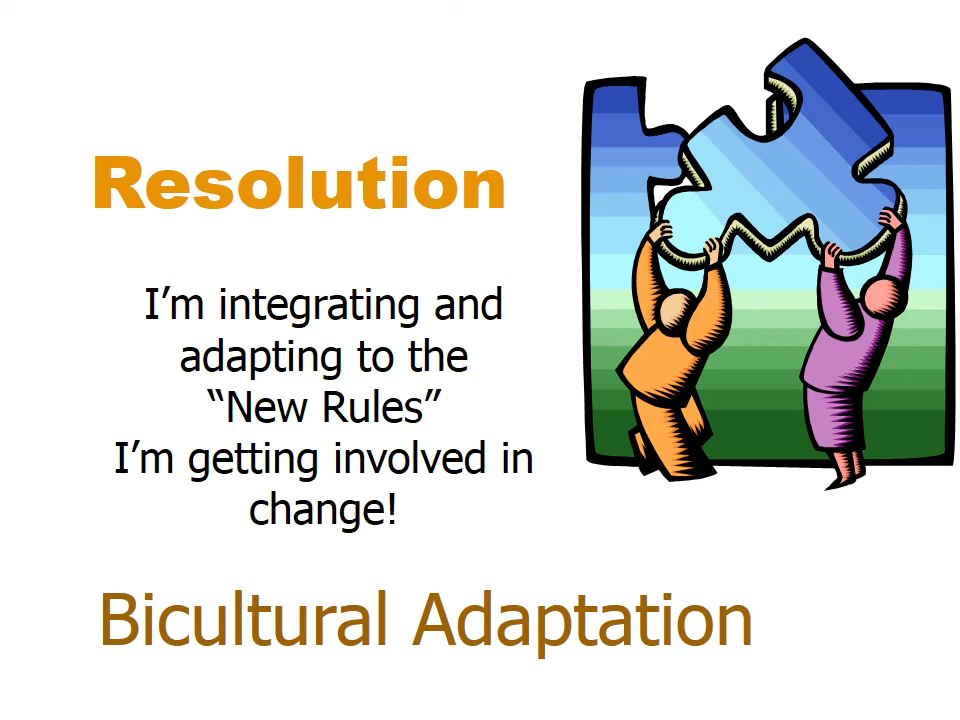 Resolution
I’m integrating and
adapting to the
“New Rules”
I’m getting involved in
change!
Bicultural Adaptation